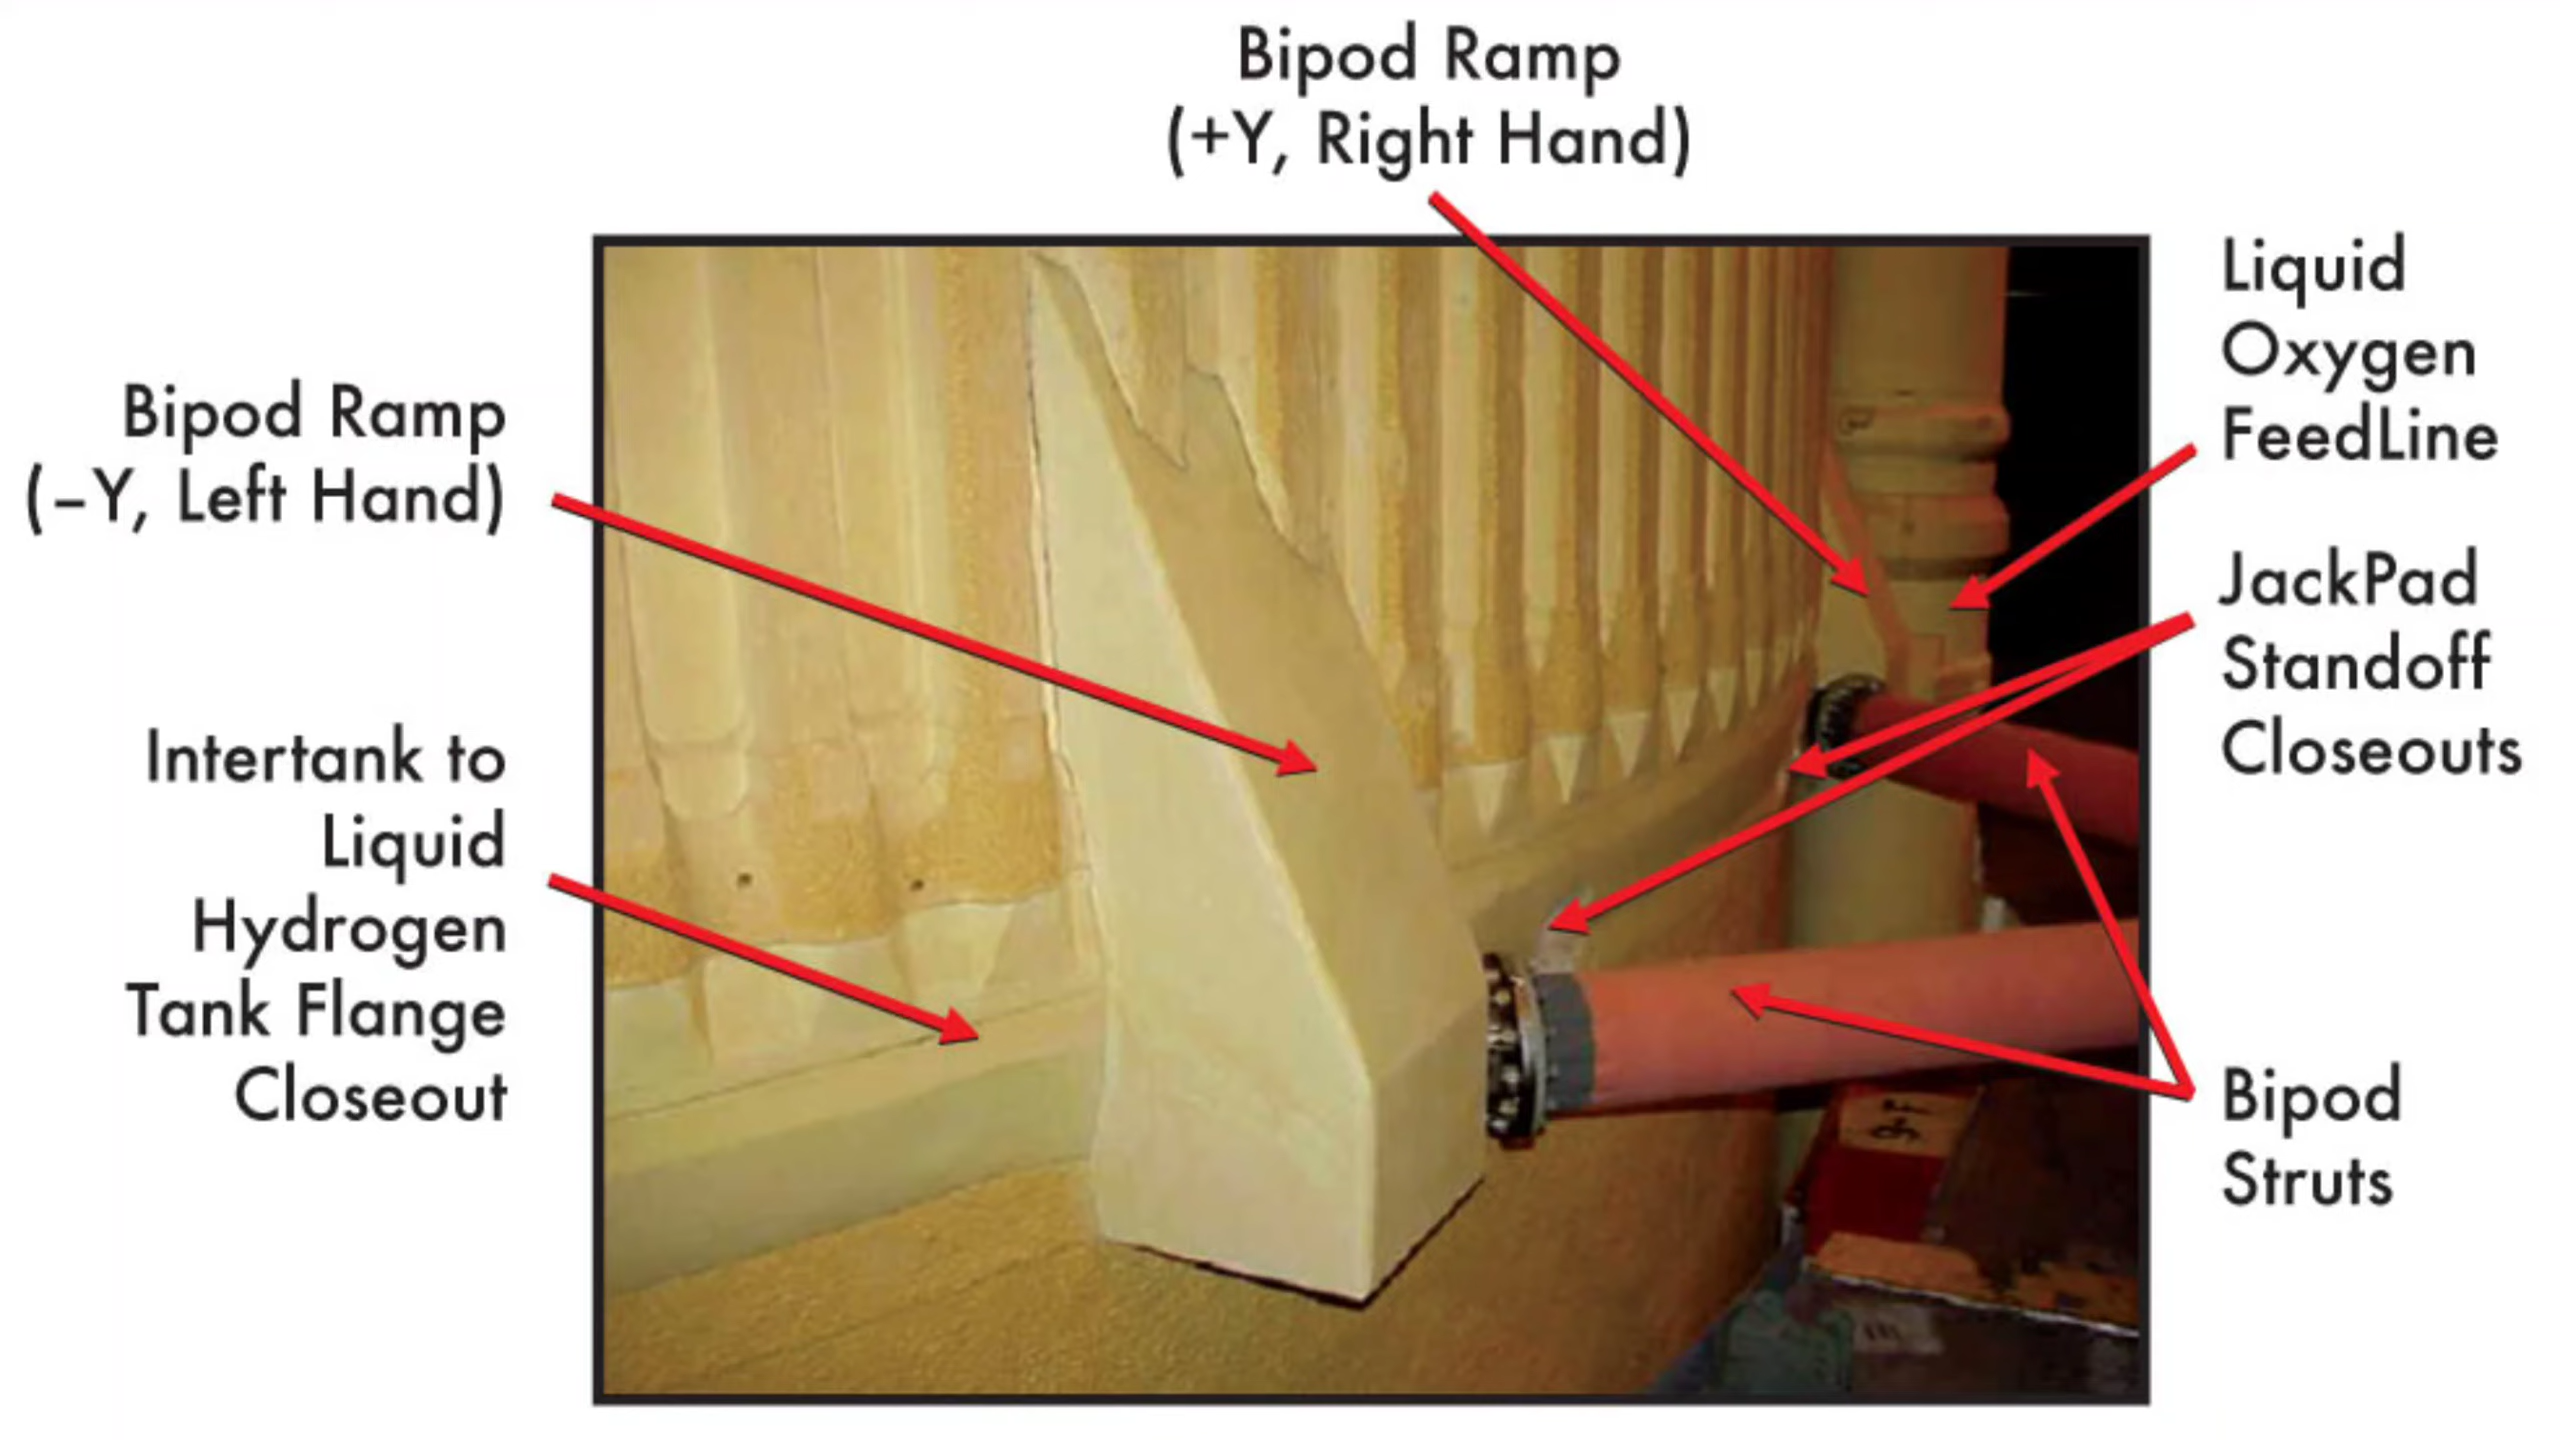 Bipod Ramp
(+Y, Right Hand)
Liquid
Oxygen
FeedLine
Bipod Ramp
(–Y, Left Hand)
JackPad
Standoff
Closeouts
Intertank to
Liquid
Hydrogen
Tank Flange
Closeout
Bipod
Struts